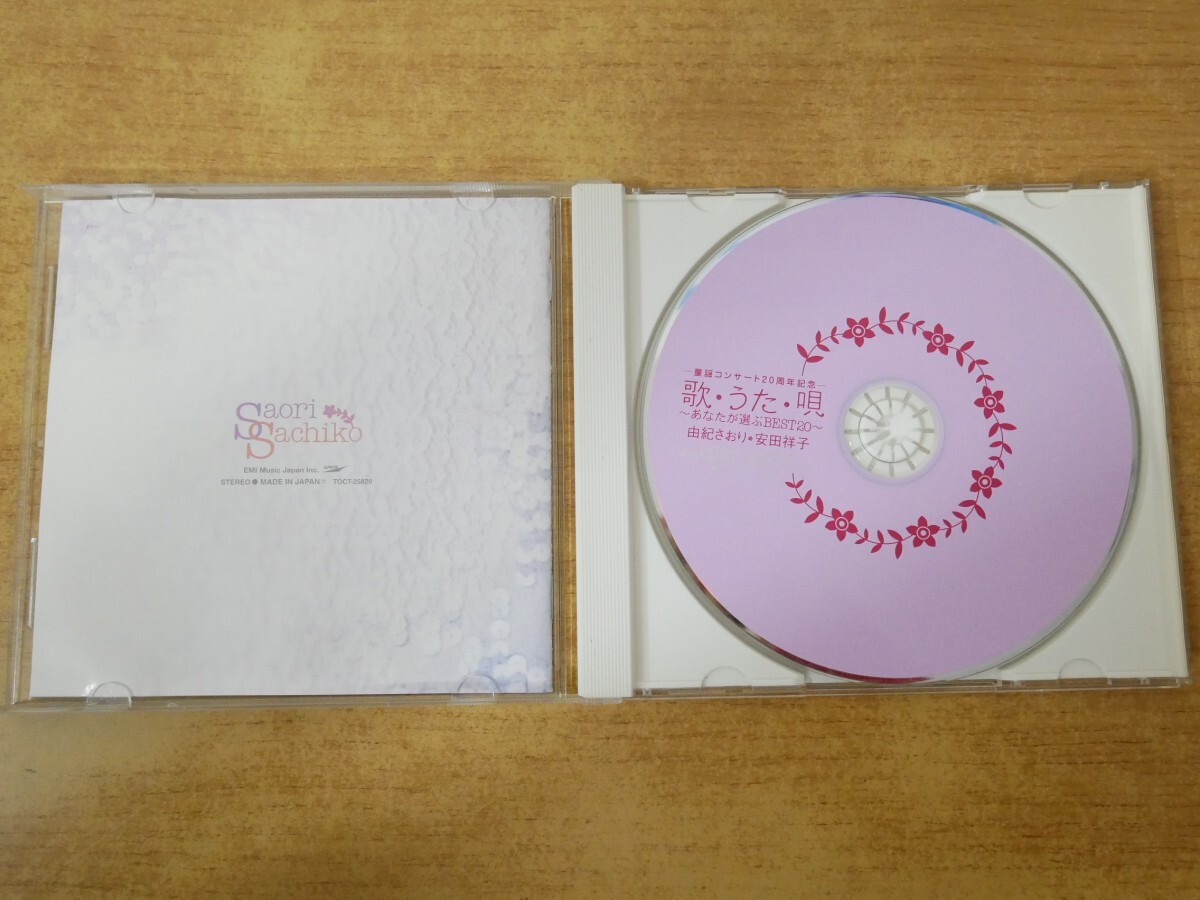 Saori
Sachiko
EMI Music Japan Inc.
STEREO ● MADE IN JAPAN TOCT-25829
―童謡コンサート20周年記念―
歌・うた・唄
〜あなたが選ぶBEST20〜
由紀さおり・安田祥子